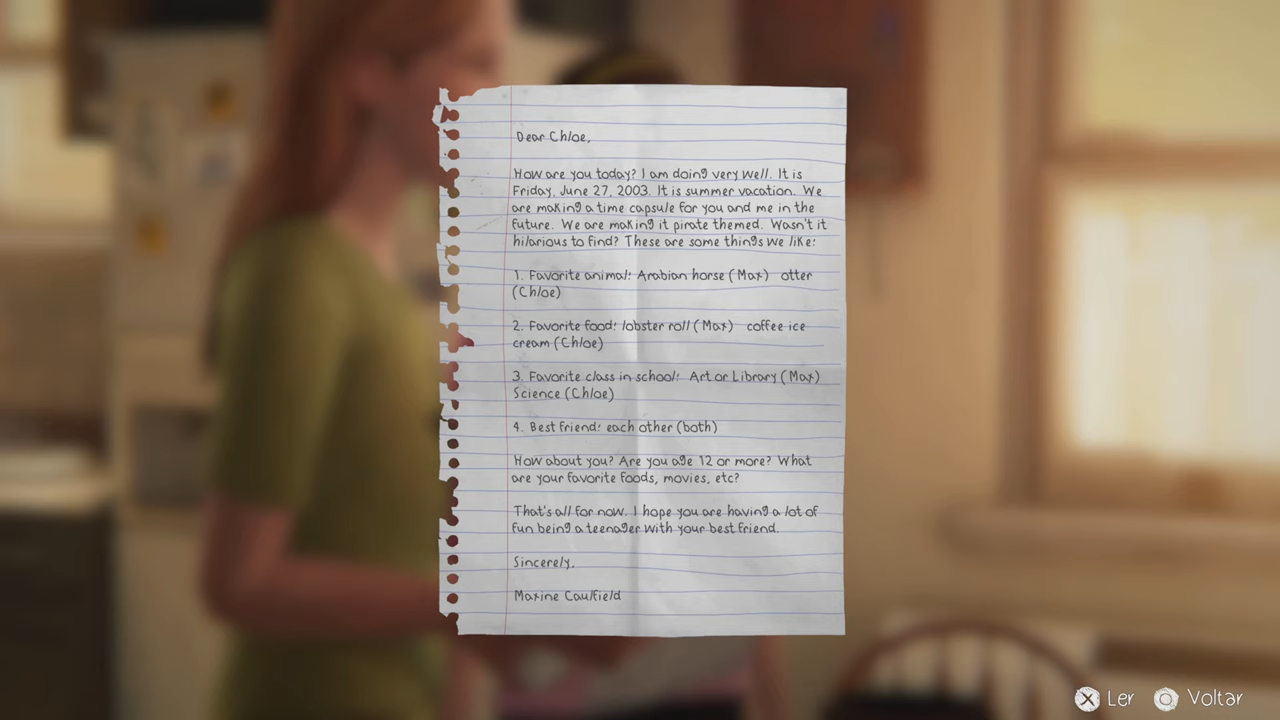 Dear Chloe,
How are you today? I am doing very well. It is
Friday, June 27, 2003. It is summer vacation. We
are making a time capsule for you and me in the
future. We are making it pirate themed. Wasn't it
hilarious to find? These are some things we like:
1. Favorite animal: Arabian horse (Max) otter
(Chloe)
2. Favorite food: lobster roll (Max) coffee ice
cream (Chloe)
3. Favorite class in school: Art or Library (Max)
Science (Chloe)
4. Best friend: each other (both)
How about you? Are you age 12 or more? What
are your favorite foods, movies, etc?
That's all for now. I hope you are having a lot of
fun being a teenager with your best friend.
Sincerely,
Maxine Caulfield
Ler Voltar